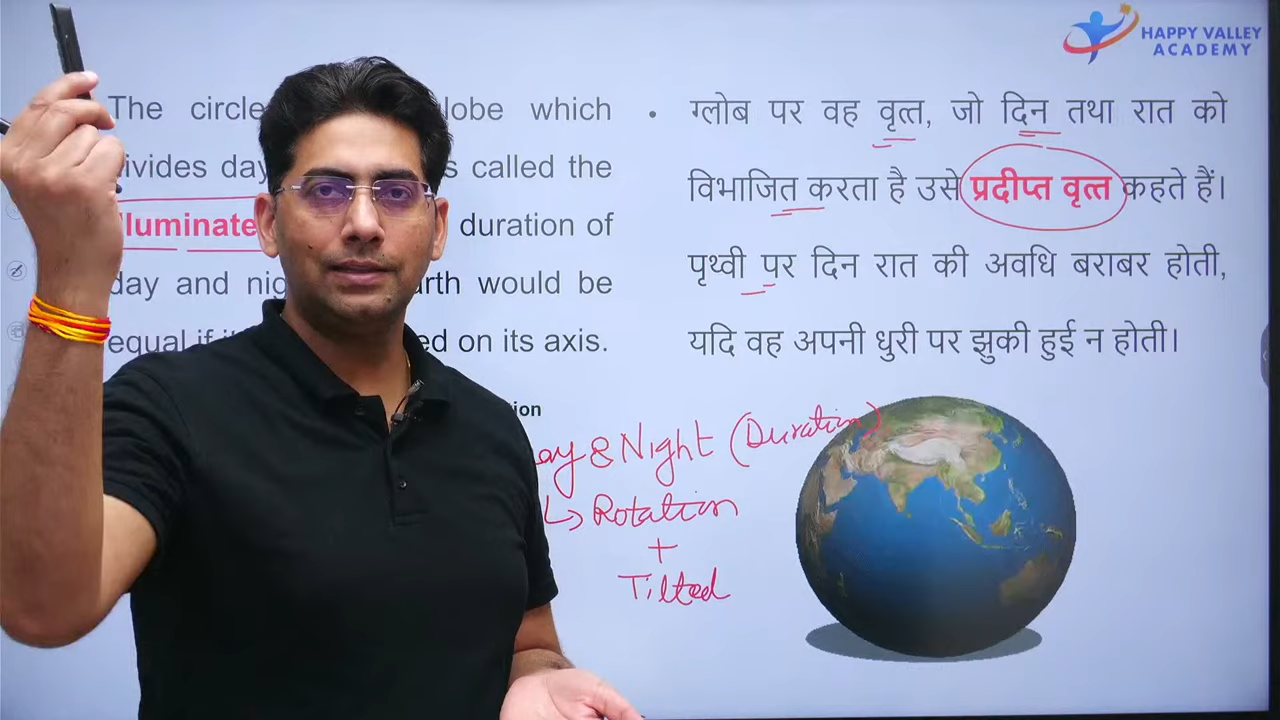 HAPPY VALLEY
ACADEMY
The circle lobe which
ivides day s called the
lluminate duration of
day and nig arth would be
equal if i ed on its axis.
ion
• ग्लोब पर वह वृत्त, जो दिन तथा रात को
विभाजित करता है उसे प्रदीप्त वृत्त कहते हैं।
पृथ्वी पर दिन रात की अवधि बराबर होती,
यदि वह अपनी धुरी पर झुकी हुई न होती।
ay & Night (Duration)
↳ Rotation
+
Tilted